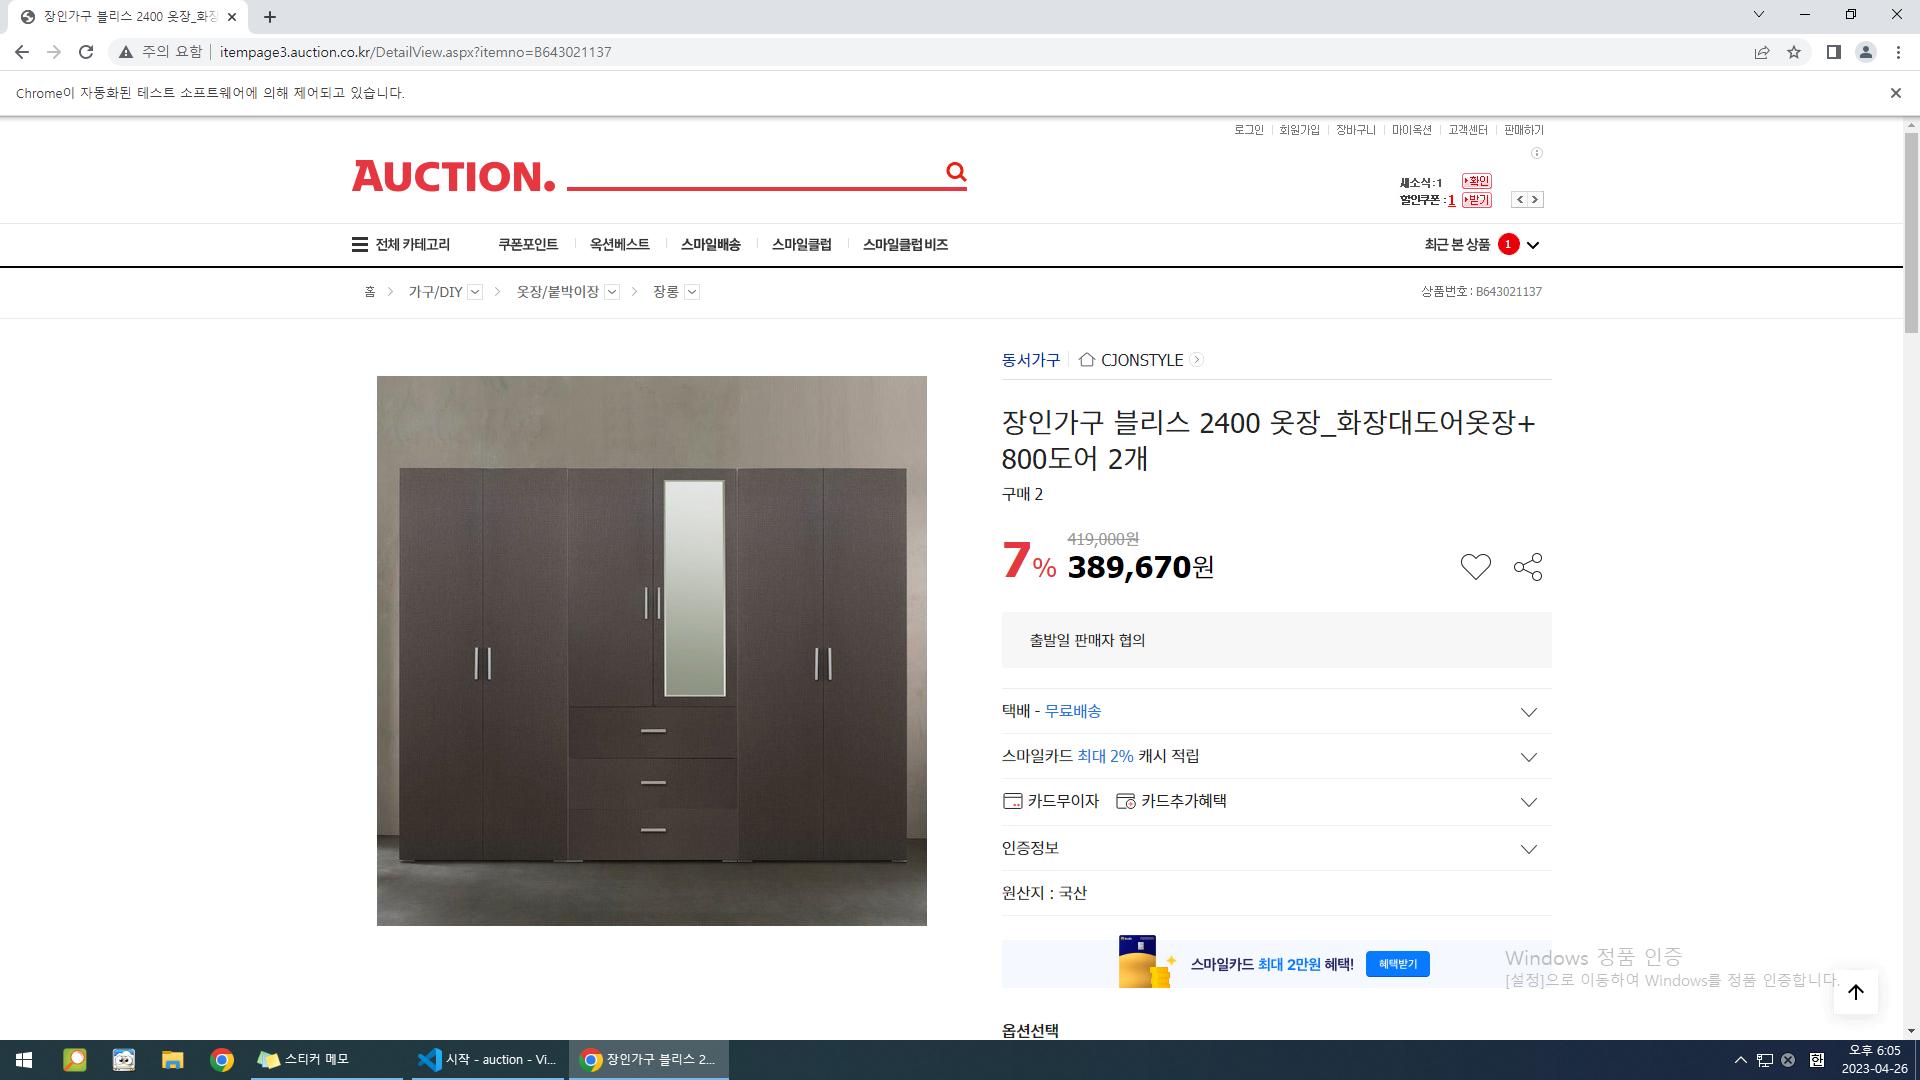 장인가구 블리스 2400 옷장_화장
주의 요함
itempage3.auction.co.kr/DetailView.aspx?itemno=B643021137
Chrome이 자동화된 테스트 소프트웨어에 의해 제어되고 있습니다.
로그인 회원가입 장바구니 마이옥션 고객센터 판매하기
AUCTION.
새소식:1 확인
할인쿠폰 :1 받기
전체 카테고리 쿠폰포인트 옥션베스트 스마일배송 스마일클럽 스마일클럽 비즈 최근 본 상품 1
홈 가구/DIY 옷장/붙박이장 장롱 상품번호 : B643021137
동서가구 CJONSTYLE
장인가구 블리스 2400 옷장_화장대도어옷장+
800도어 2개
구매 2
419,000원
7% 389,670원
출발일 판매자 협의
택배 - 무료배송
스마일카드 최대 2% 캐시 적립
카드무이자 카드추가혜택
인증정보
원산지 : 국산
스마일카드 최대 2만원 혜택! 혜택받기
Windows 정품 인증
[설정]으로 이동하여 Windows를 정품 인증합니다.
옵션선택
스티커 메모
시작 - auction - Vi...
장인가구 블리스 2...
한
오후 6:05
2023-04-26